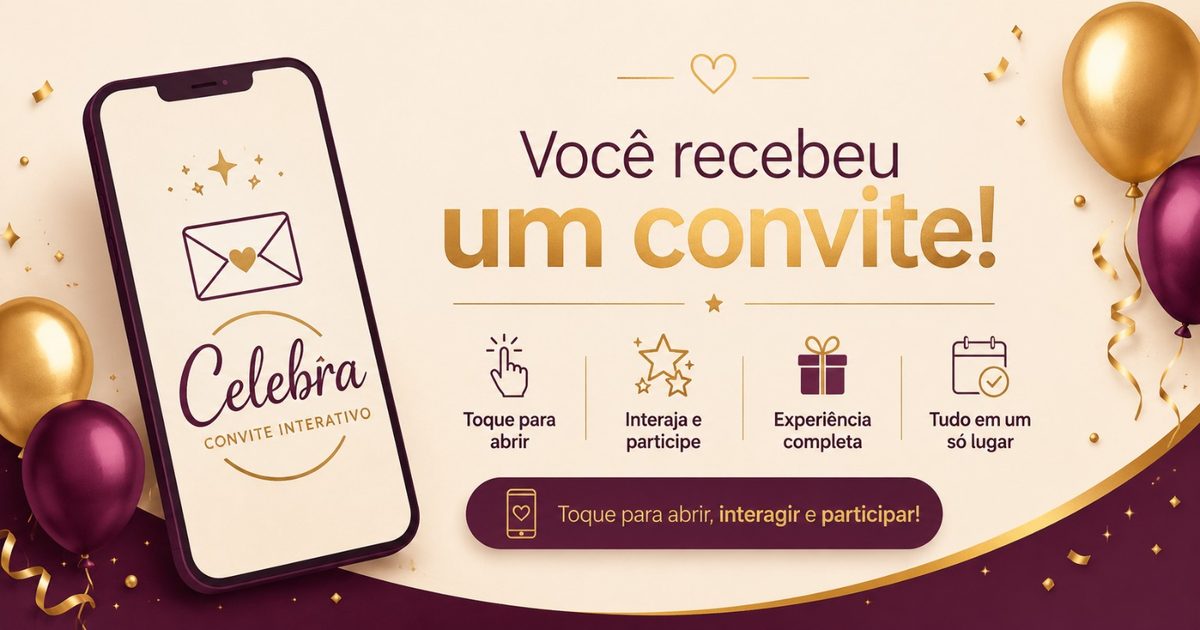 Celebra
CONVITE INTERATIVO
Você recebeu
um convite!
Toque para
abrir
Interaja e
participe
Experiência
completa
Tudo em um
só lugar
Toque para abrir, interagir e participar!